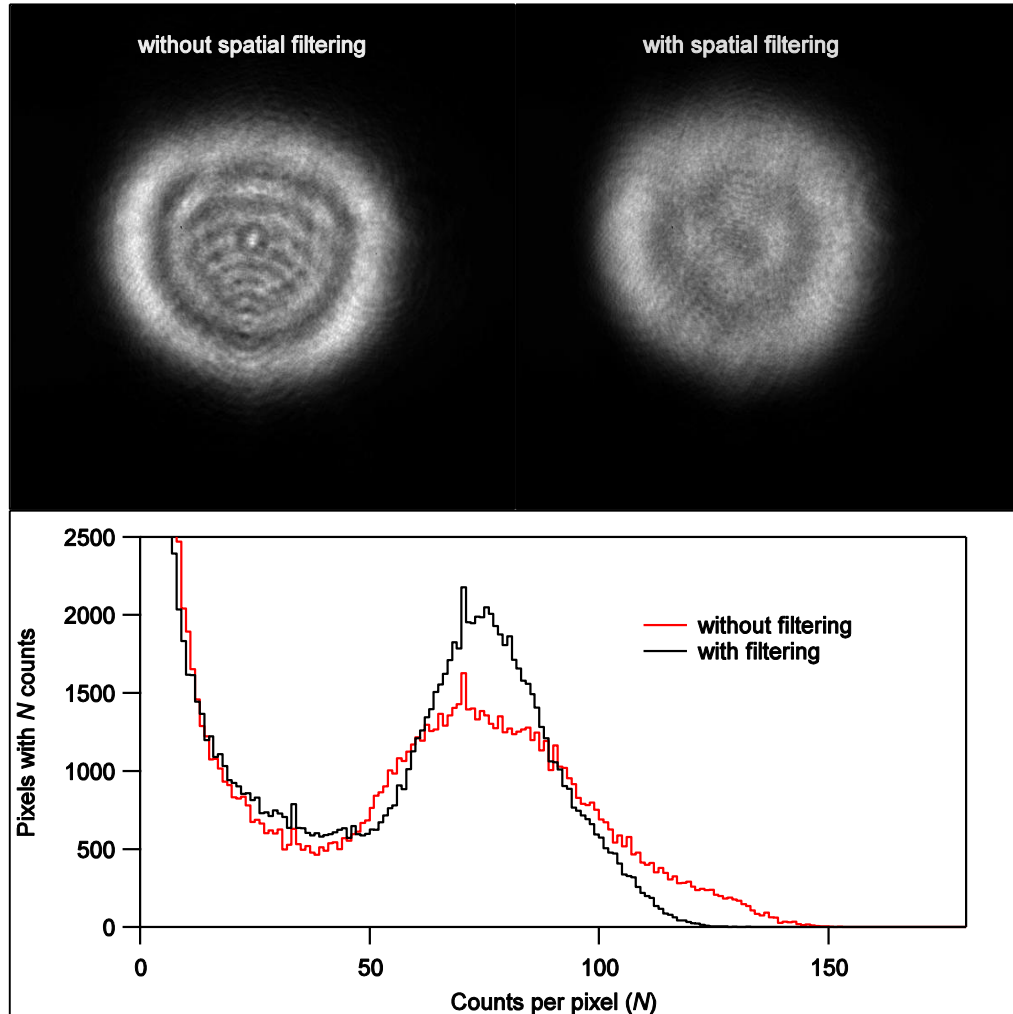 without spatial filtering
with spatial filtering
2500
2000
1500
1000
500
0
Pixels with N counts
without filtering
with filtering
0
50
100
150
Counts per pixel (N)